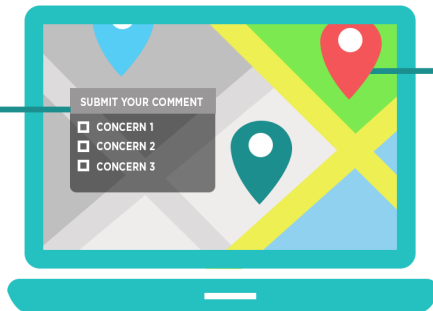 SUBMIT YOUR COMMENT
CONCERN 1
CONCERN 2
CONCERN 3